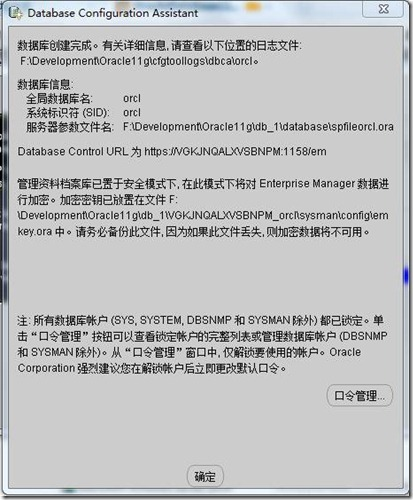 Database Configuration Assistant
数据库创建完成。有关详细信息,请查看以下位置的日志文件:
F:\Development\Oracle11g\cfgtoollogs\dbca\orcl。
数据库信息:
全局数据库名: orcl
系统标识符 (SID): orcl
服务器参数文件名: F:\Development\Oracle11g\db_1\database\spfileorcl.ora
Database Control URL 为 https://VGKJNQALXVSBNPM:1158/em
管理资料档案库已置于安全模式下, 在此模式下将对 Enterprise Manager 数据进
行加密。加密密钥已放置在文件 F:
\Development\Oracle11g\db_1\VGKJNQALXVSBNPM_orcl\sysman\config\em
key.ora 中。请务必备份此文件, 因为如果此文件丢失, 则加密数据将不可用。
注: 所有数据库帐户 (SYS, SYSTEM, DBSNMP 和 SYSMAN 除外) 都已锁定。单
击“口令管理”按钮可以查看锁定帐户的完整列表或管理数据库帐户 (DBSNMP
和 SYSMAN 除外)。从“口令管理”窗口中, 仅解锁要使用的帐户。Oracle
Corporation 强烈建议您在解锁帐户后立即更改默认口令。
口令管理...
确定